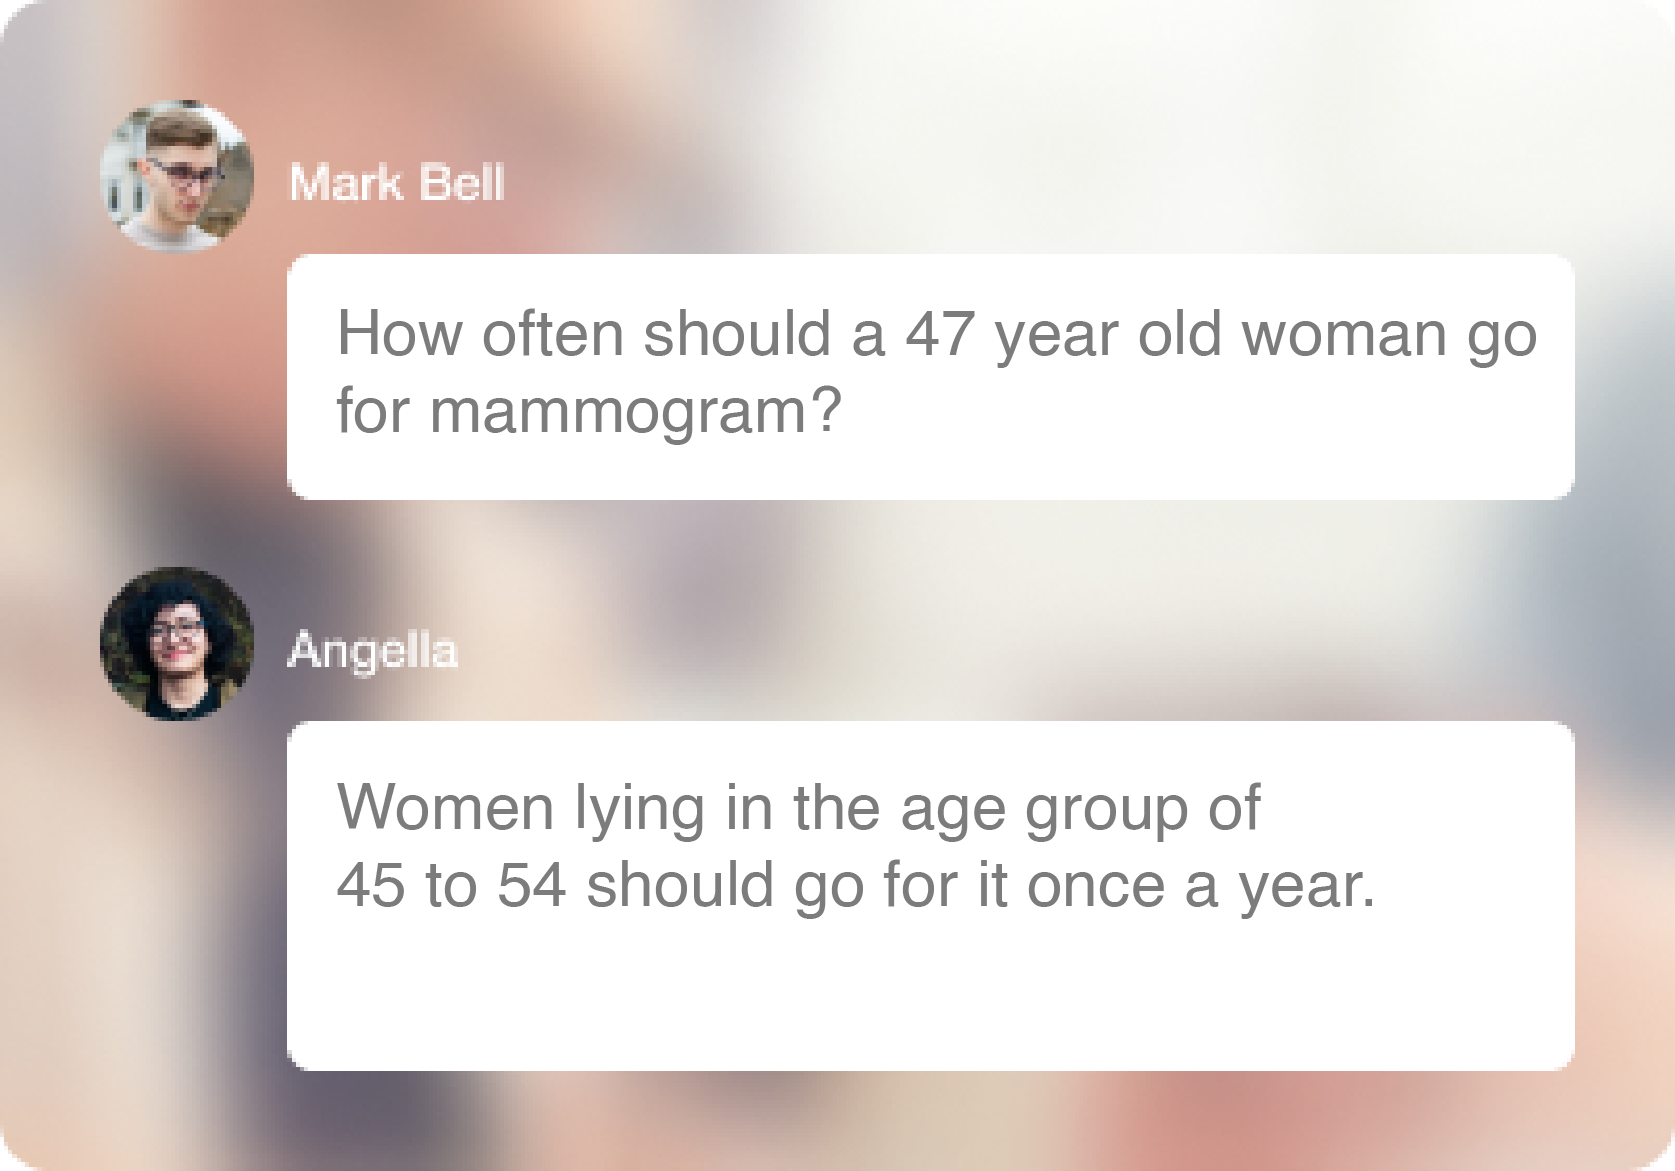 Mark Bell
How often should a 47 year old woman go
for mammogram?
Angella
Women lying in the age group of
45 to 54 should go for it once a year.